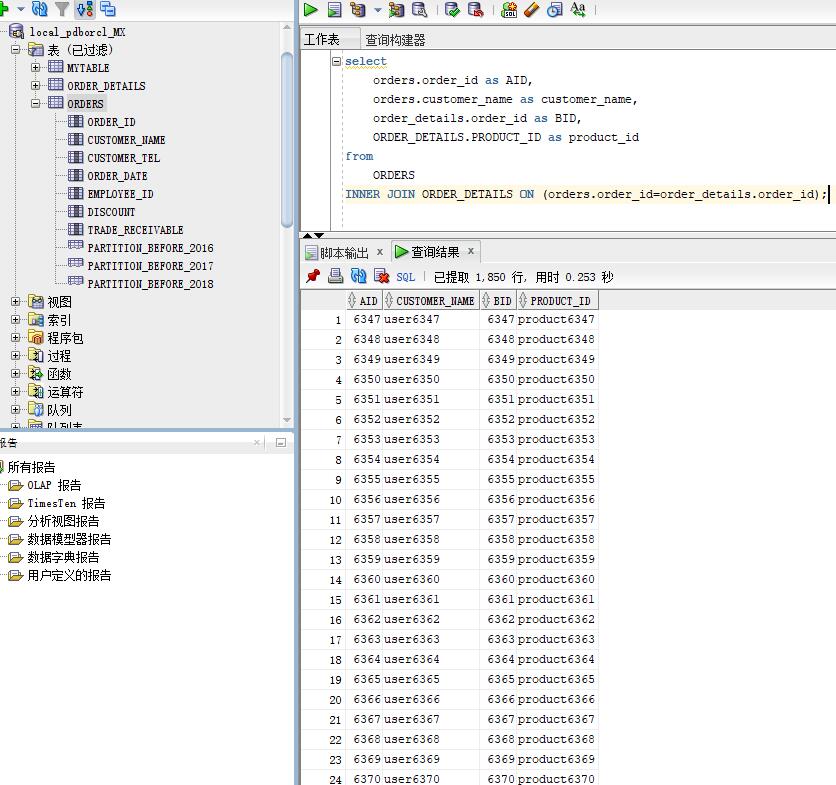 local_pdborcl_MX
表 (已过滤)
MYTABLE
ORDER_DETAILS
ORDERS
ORDER_ID
CUSTOMER_NAME
CUSTOMER_TEL
ORDER_DATE
EMPLOYEE_ID
DISCOUNT
TRADE_RECEIVABLE
PARTITION_BEFORE_2016
PARTITION_BEFORE_2017
PARTITION_BEFORE_2018
视图
索引
程序包
过程
函数
运算符
队列
队列表
报告
所有报告
OLAP 报告
TimesTen 报告
分析视图报告
数据模型器报告
数据字典报告
用户定义的报告
工作表 查询构建器
select
orders.order_id as AID,
orders.customer_name as customer_name,
order_details.order_id as BID,
ORDER_DETAILS.PRODUCT_ID as product_id
from
ORDERS
INNER JOIN ORDER_DETAILS ON (orders.order_id=order_details.order_id);
脚本输出 x 查询结果 x
SQL | 已提取 1,850 行, 用时 0.253 秒
AID CUSTOMER_NAME BID PRODUCT_ID
1 6347 user6347 6347 product6347
2 6348 user6348 6348 product6348
3 6349 user6349 6349 product6349
4 6350 user6350 6350 product6350
5 6351 user6351 6351 product6351
6 6352 user6352 6352 product6352
7 6353 user6353 6353 product6353
8 6354 user6354 6354 product6354
9 6355 user6355 6355 product6355
10 6356 user6356 6356 product6356
11 6357 user6357 6357 product6357
12 6358 user6358 6358 product6358
13 6359 user6359 6359 product6359
14 6360 user6360 6360 product6360
15 6361 user6361 6361 product6361
16 6362 user6362 6362 product6362
17 6363 user6363 6363 product6363
18 6364 user6364 6364 product6364
19 6365 user6365 6365 product6365
20 6366 user6366 6366 product6366
21 6367 user6367 6367 product6367
22 6368 user6368 6368 product6368
23 6369 user6369 6369 product6369
24 6370 user6370 6370 product6370